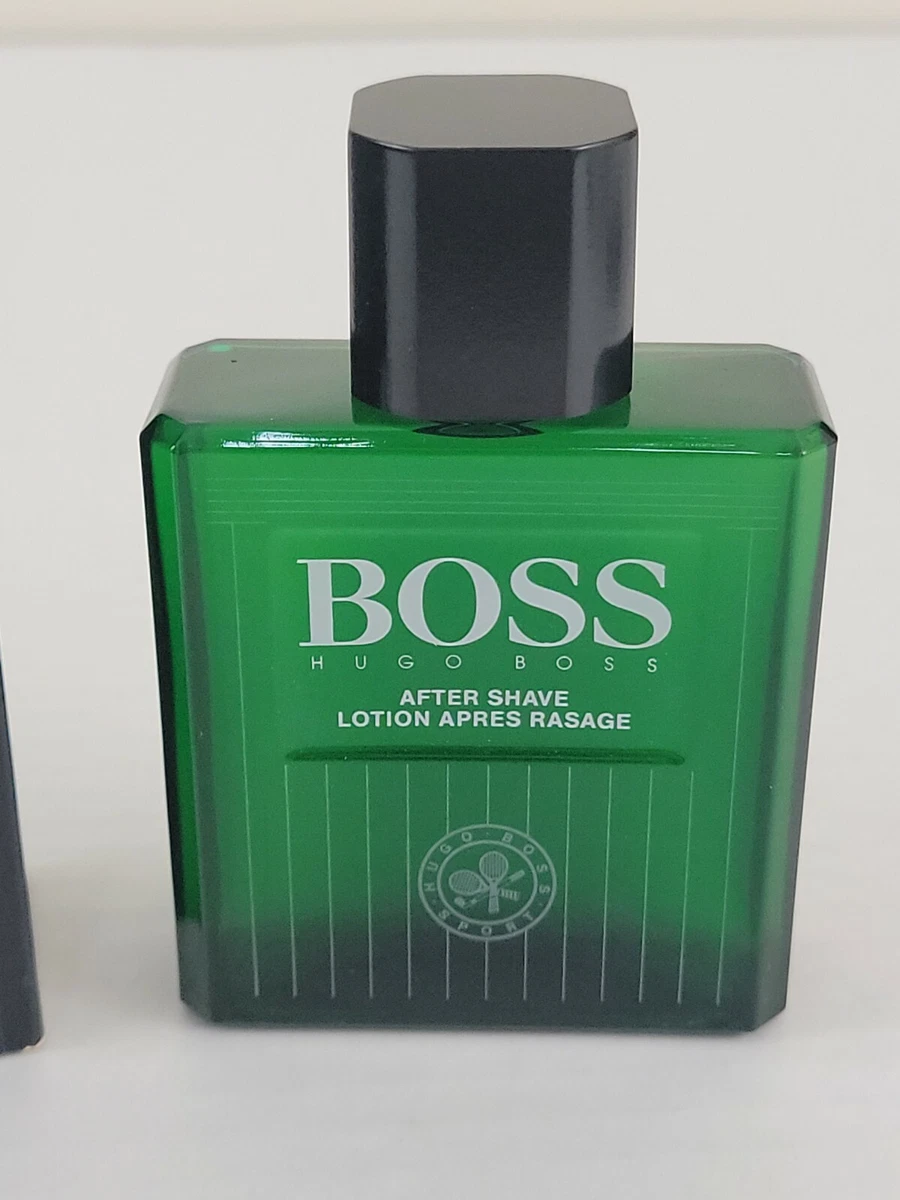 BOSS
HUGO BOSS
AFTER SHAVE
LOTION APRES RASAGE
HUGO · BOSS
SPORT